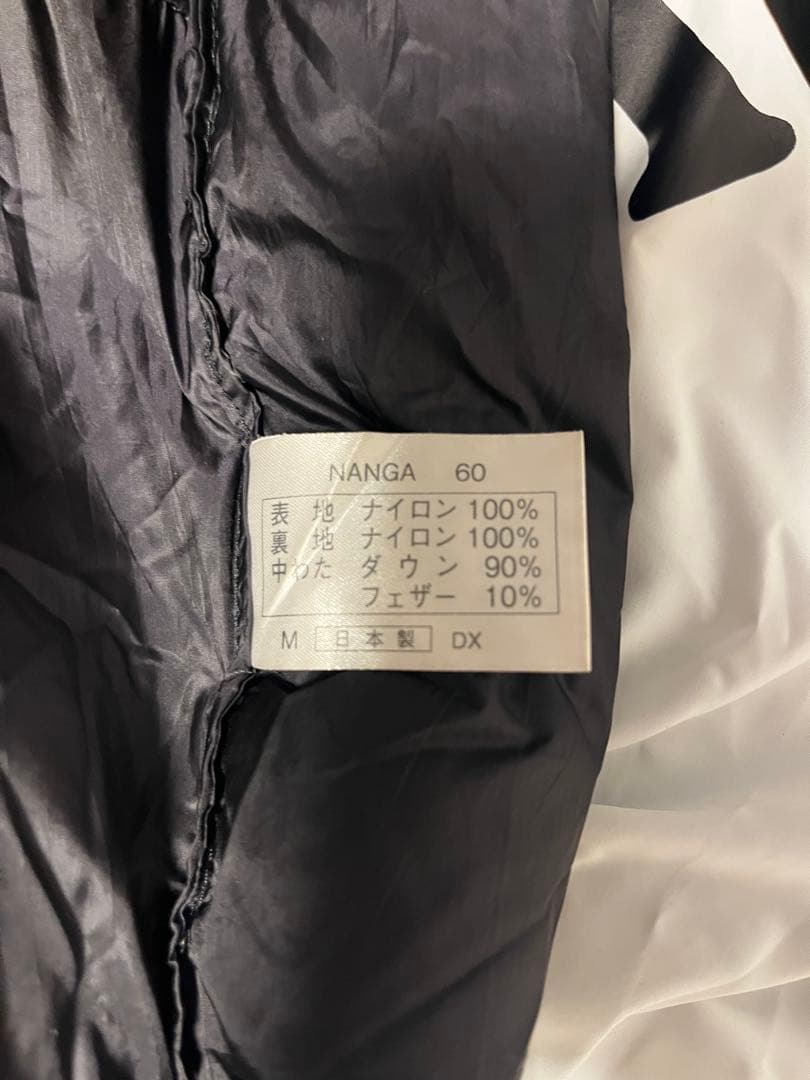 NANGA 60
表地 ナイロン 100%
裏地 ナイロン 100%
中わた ダウン 90%
フェザー 10%
M 日本製 DX